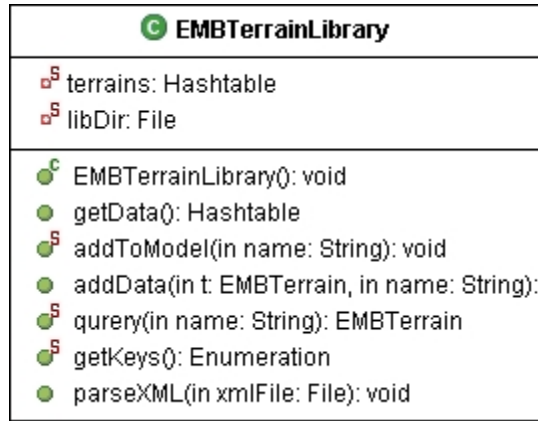 C EMBTerrainLibrary
S terrains: Hashtable
S libDir: File
C EMBTerrainLibrary(): void
getData(): Hashtable
S addToModel(in name: String): void
addData(in t: EMBTerrain, in name: String):
S qurery(in name: String): EMBTerrain
S getKeys(): Enumeration
parseXML(in xmlFile: File): void